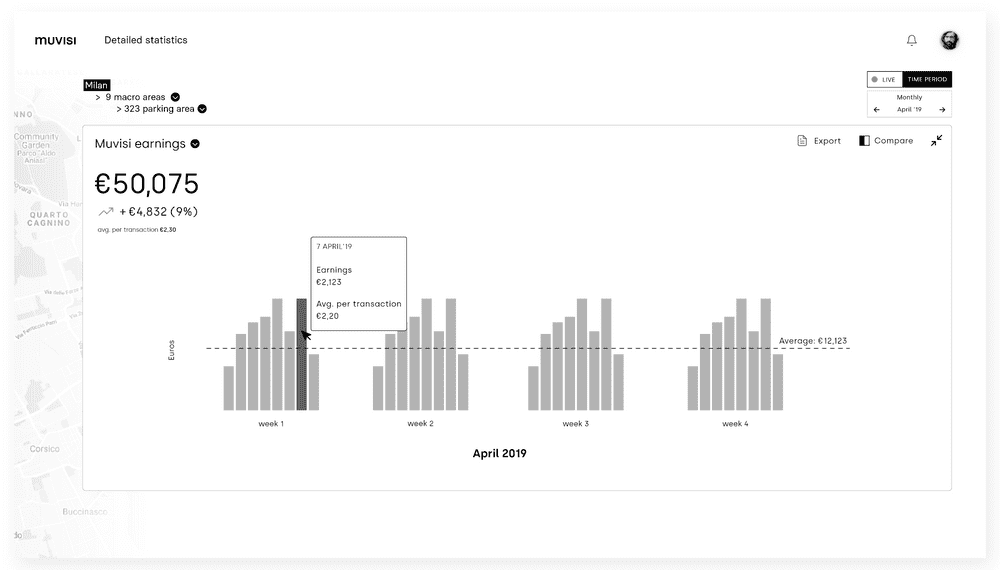 MUVISI
Detailed statistics
Milan
> 9 macro areas
> 323 parking area
LIVE
TIME PERIOD
Monthly
← April '19 →
Muvisi earnings
Export
Compare
€50,075
+ €4,832 (9%)
avg. per transaction €2,30
7 APRIL'19
Earnings
€2,123
Avg. per transaction
€2,20
Euros
Average: €12,123
week 1
week 2
week 3
week 4
April 2019
NNO
Community
Garden
Parco "Aldo
Aniasi"
Via Novara
QUARTO
CAGNINO
Corsico
Buccinasco